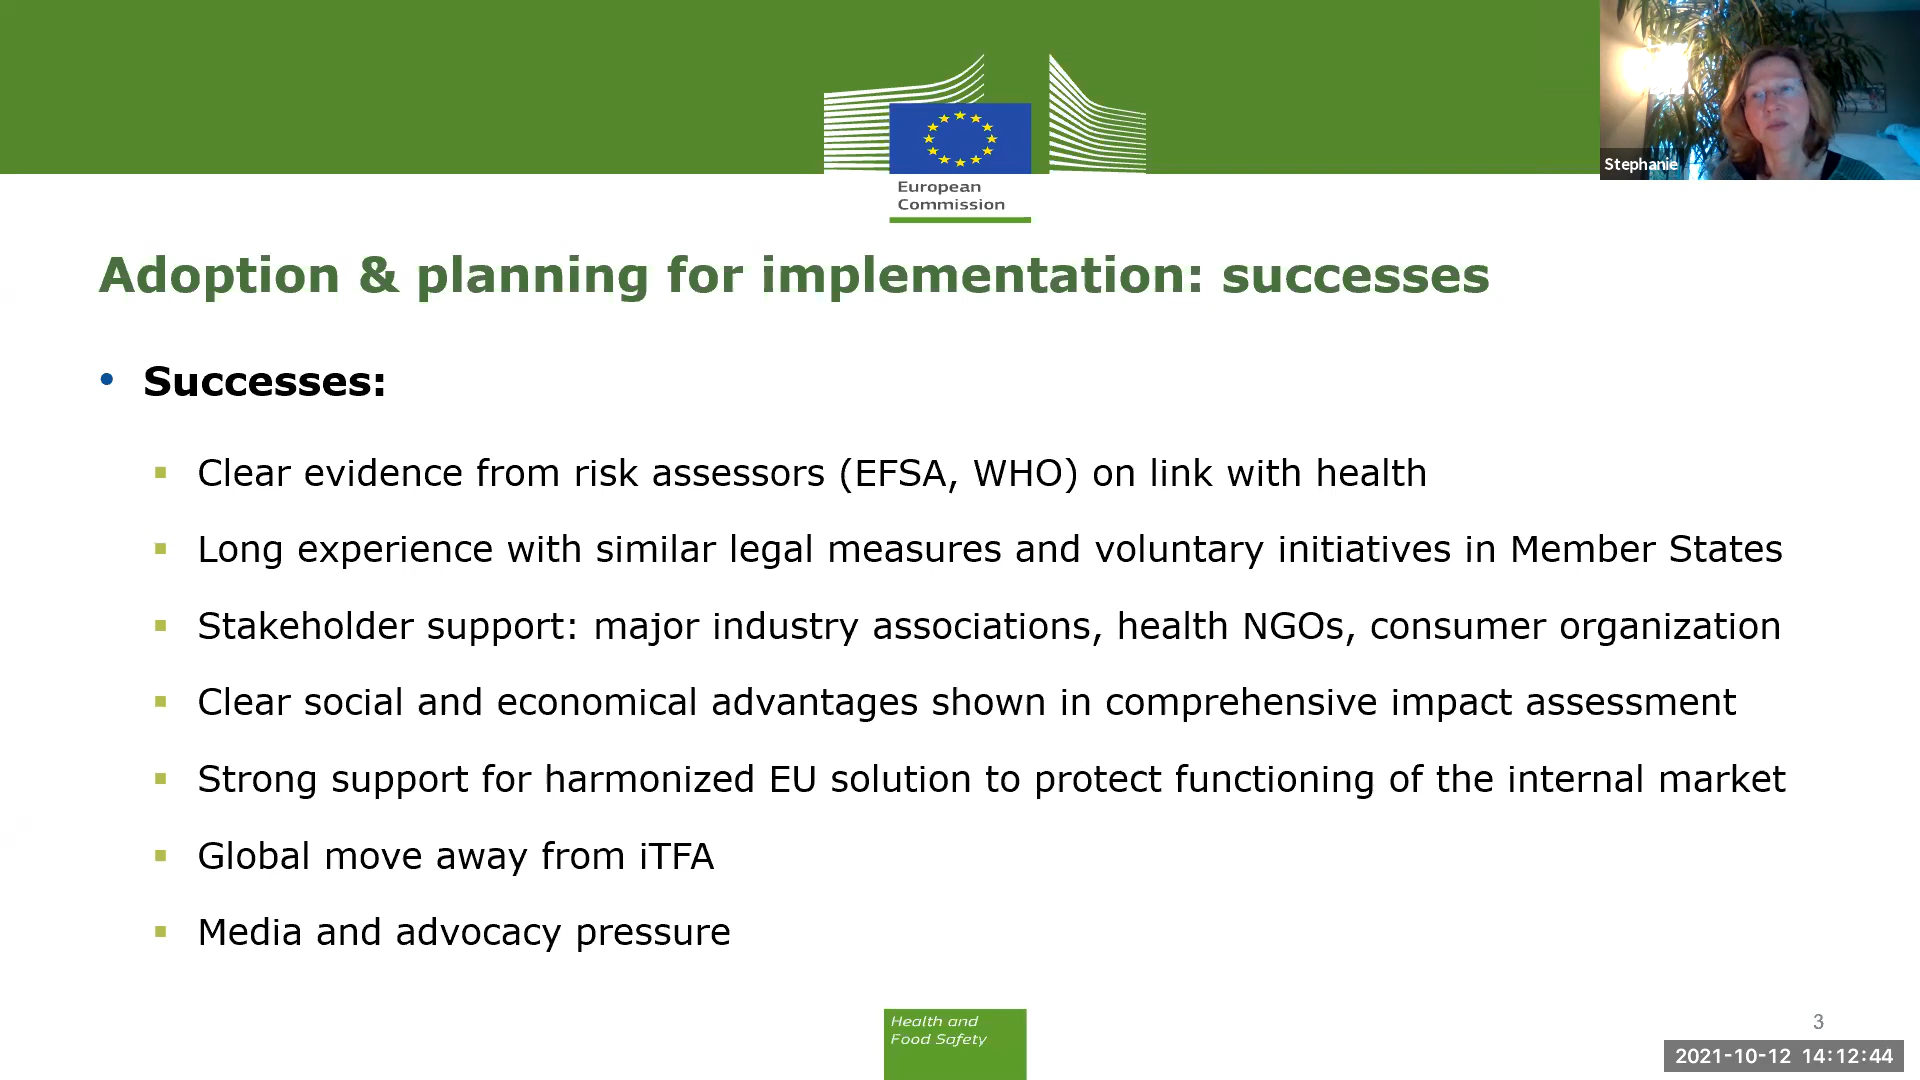 Stephanie
European
Commission
Adoption & planning for implementation: successes
Successes:
Clear evidence from risk assessors (EFSA, WHO) on link with health
Long experience with similar legal measures and voluntary initiatives in Member States
Stakeholder support: major industry associations, health NGOs, consumer organization
Clear social and economical advantages shown in comprehensive impact assessment
Strong support for harmonized EU solution to protect functioning of the internal market
Global move away from iTFA
Media and advocacy pressure
Health and
Food Safety
3
2021-10-12 14:12:44